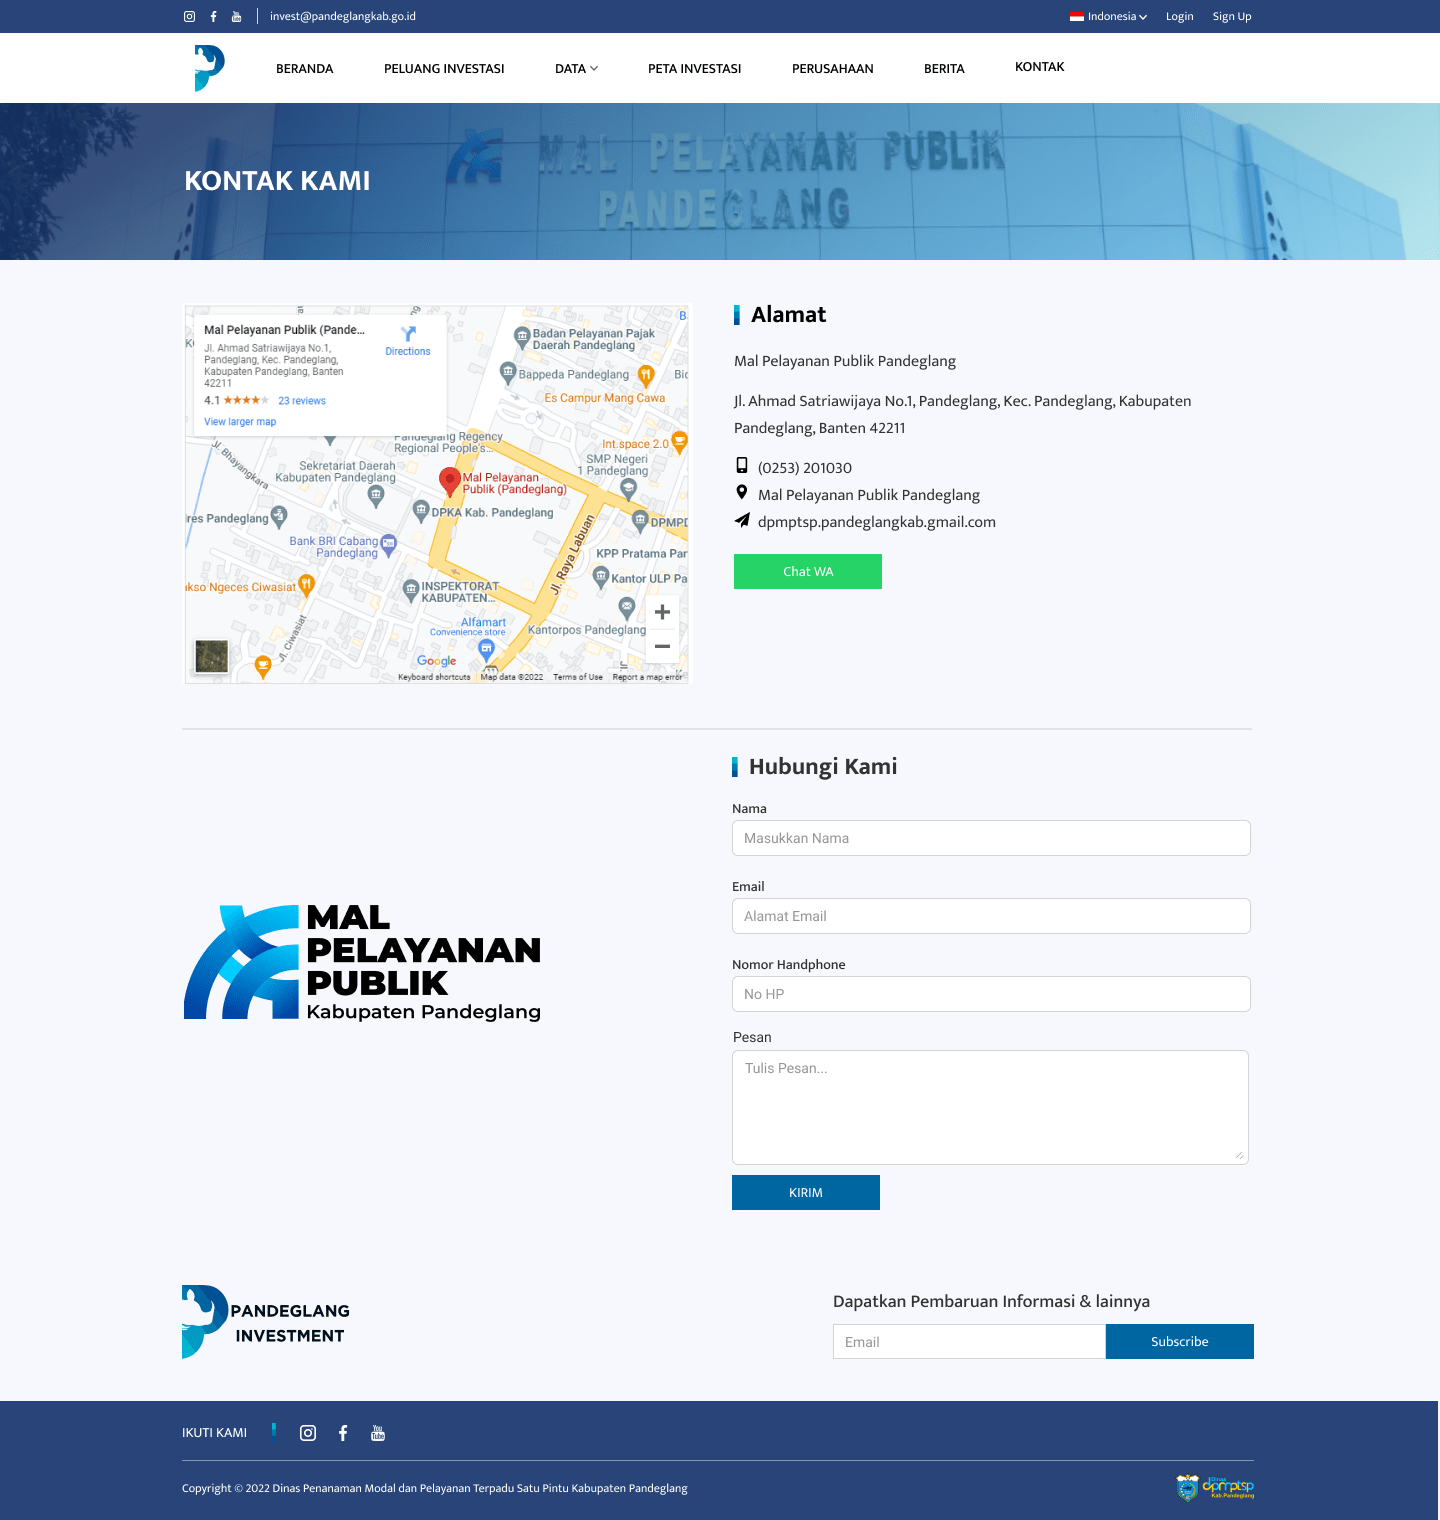 invest@pandeglangkab.go.id
Indonesia
Login
Sign Up
BERANDA
PELUANG INVESTASI
DATA
PETA INVESTASI
PERUSAHAAN
BERITA
KONTAK
MAL PELAYANAN PUBLIK
PANDEGLANG
KONTAK KAMI
Mal Pelayanan Publik (Pande...
Jl. Ahmad Satriawijaya No.1,
Pandeglang, Kec. Pandeglang,
Kabupaten Pandeglang, Banten
42211
4.1
23 reviews
View larger map
Directions
Badan Pelayanan Pajak
Daerah Pandeglang
Bappeda Pandeglang
Es Campur Mang Cawa
Int.space 2.0
Pandeglang Regency
Regional People's...
Jl. Bhayangkara
Sekretariat Daerah
Kabupaten Pandeglang
SMP Negeri
1 Pandeglang
Mal Pelayanan
Publik (Pandeglang)
DPKA Kab. Pandeglang
res Pandeglang
DPMPD
Bank BRI Cabang
Pandeglang
KPP Pratama Par
Jl. Raya Labuan
Kantor ULP Pa
kso Ngeces Ciwasiat
INSPEKTORAT
KABUPATEN...
Alfamart
Convenience store
Kantorpos Pandeglang
Jl. Ciwasiat
Google
Keyboard shortcuts
Map data ©2022
Terms of Use
Report a map error
Alamat
Mal Pelayanan Publik Pandeglang
Jl. Ahmad Satriawijaya No.1, Pandeglang, Kec. Pandeglang, Kabupaten
Pandeglang, Banten 42211
(0253) 201030
Mal Pelayanan Publik Pandeglang
dpmptsp.pandeglangkab.gmail.com
Chat WA
MAL
PELAYANAN
PUBLIK
Kabupaten Pandeglang
Hubungi Kami
Nama
Masukkan Nama
Email
Alamat Email
Nomor Handphone
No HP
Pesan
Tulis Pesan...
KIRIM
PANDEGLANG
INVESTMENT
Dapatkan Pembaruan Informasi & lainnya
Email
Subscribe
IKUTI KAMI
You
Tube
Copyright © 2022 Dinas Penanaman Modal dan Pelayanan Terpadu Satu Pintu Kabupaten Pandeglang
Dinas
dpmptsp
Kab.Pandeglang